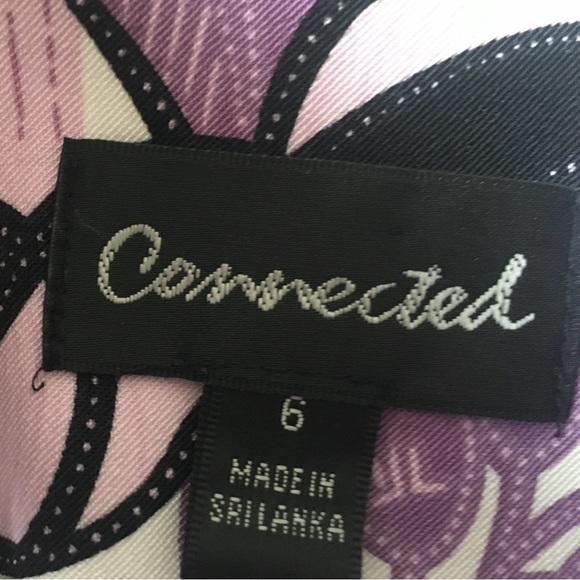 Connected
6
MADE IN
SRI LANKA